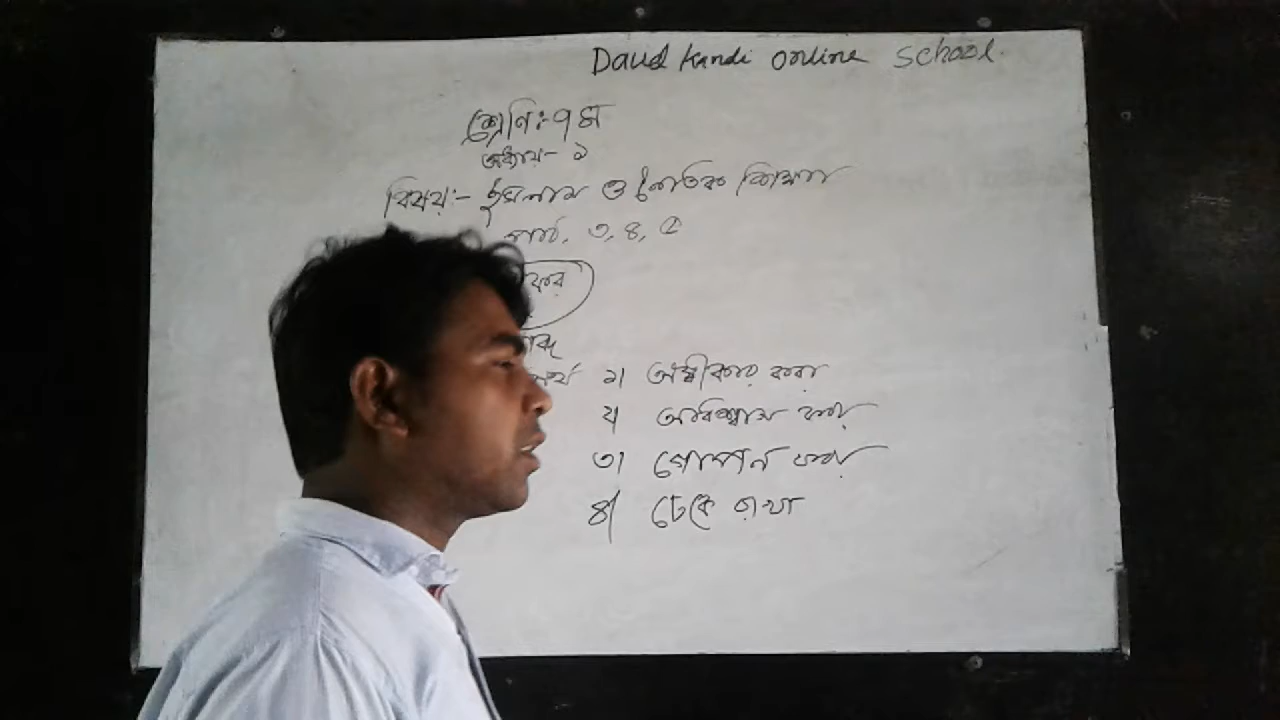 Daud kandi online School.
শ্রেণি: ৭ম
অধ্যায়- ১
বিষয়:- ইসলাম ও নৈতিক শিক্ষা
পাঠ, ৩, ৪, ৫
১। অস্বীকার করা
২। অবিশ্বাস করা
৩। গোপন করা
৪। ঢেকে রাখা